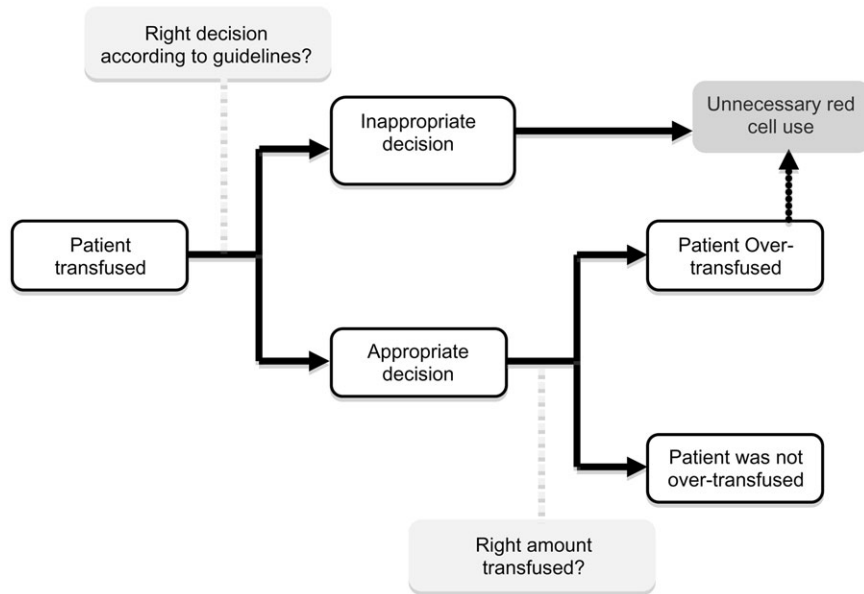 Right decision
according to guidelines?
Inappropriate
decision
Unnecessary red
cell use
Patient
transfused
Patient Over-
transfused
Appropriate
decision
Patient was not
over-transfused
Right amount
transfused?